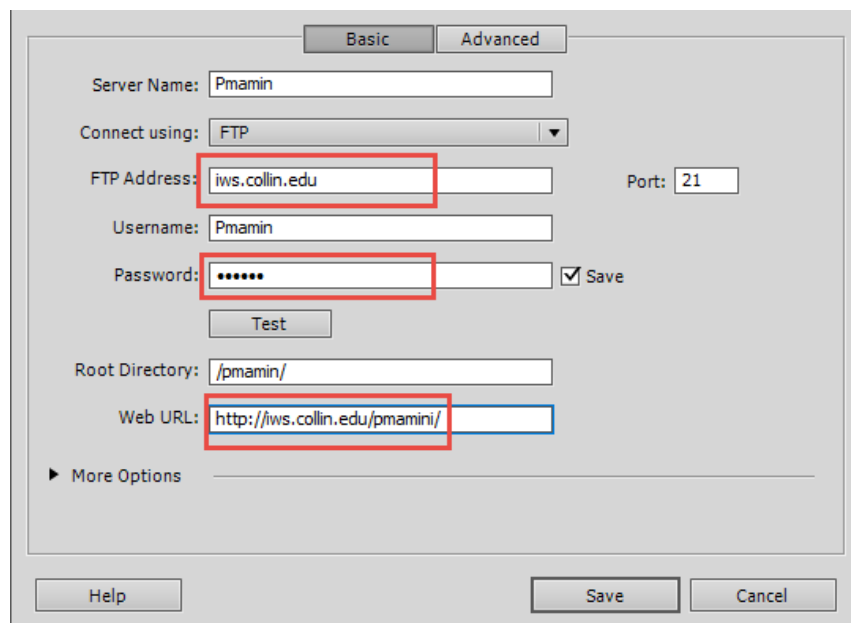 Basic Advanced
Server Name: Pmamin
Connect using: FTP
FTP Address: iws.collin.edu Port: 21
Username: Pmamin
Password: •••••• Save
Test
Root Directory: /pmamin/
Web URL: http://iws.collin.edu/pmamini/
More Options
Help Save Cancel